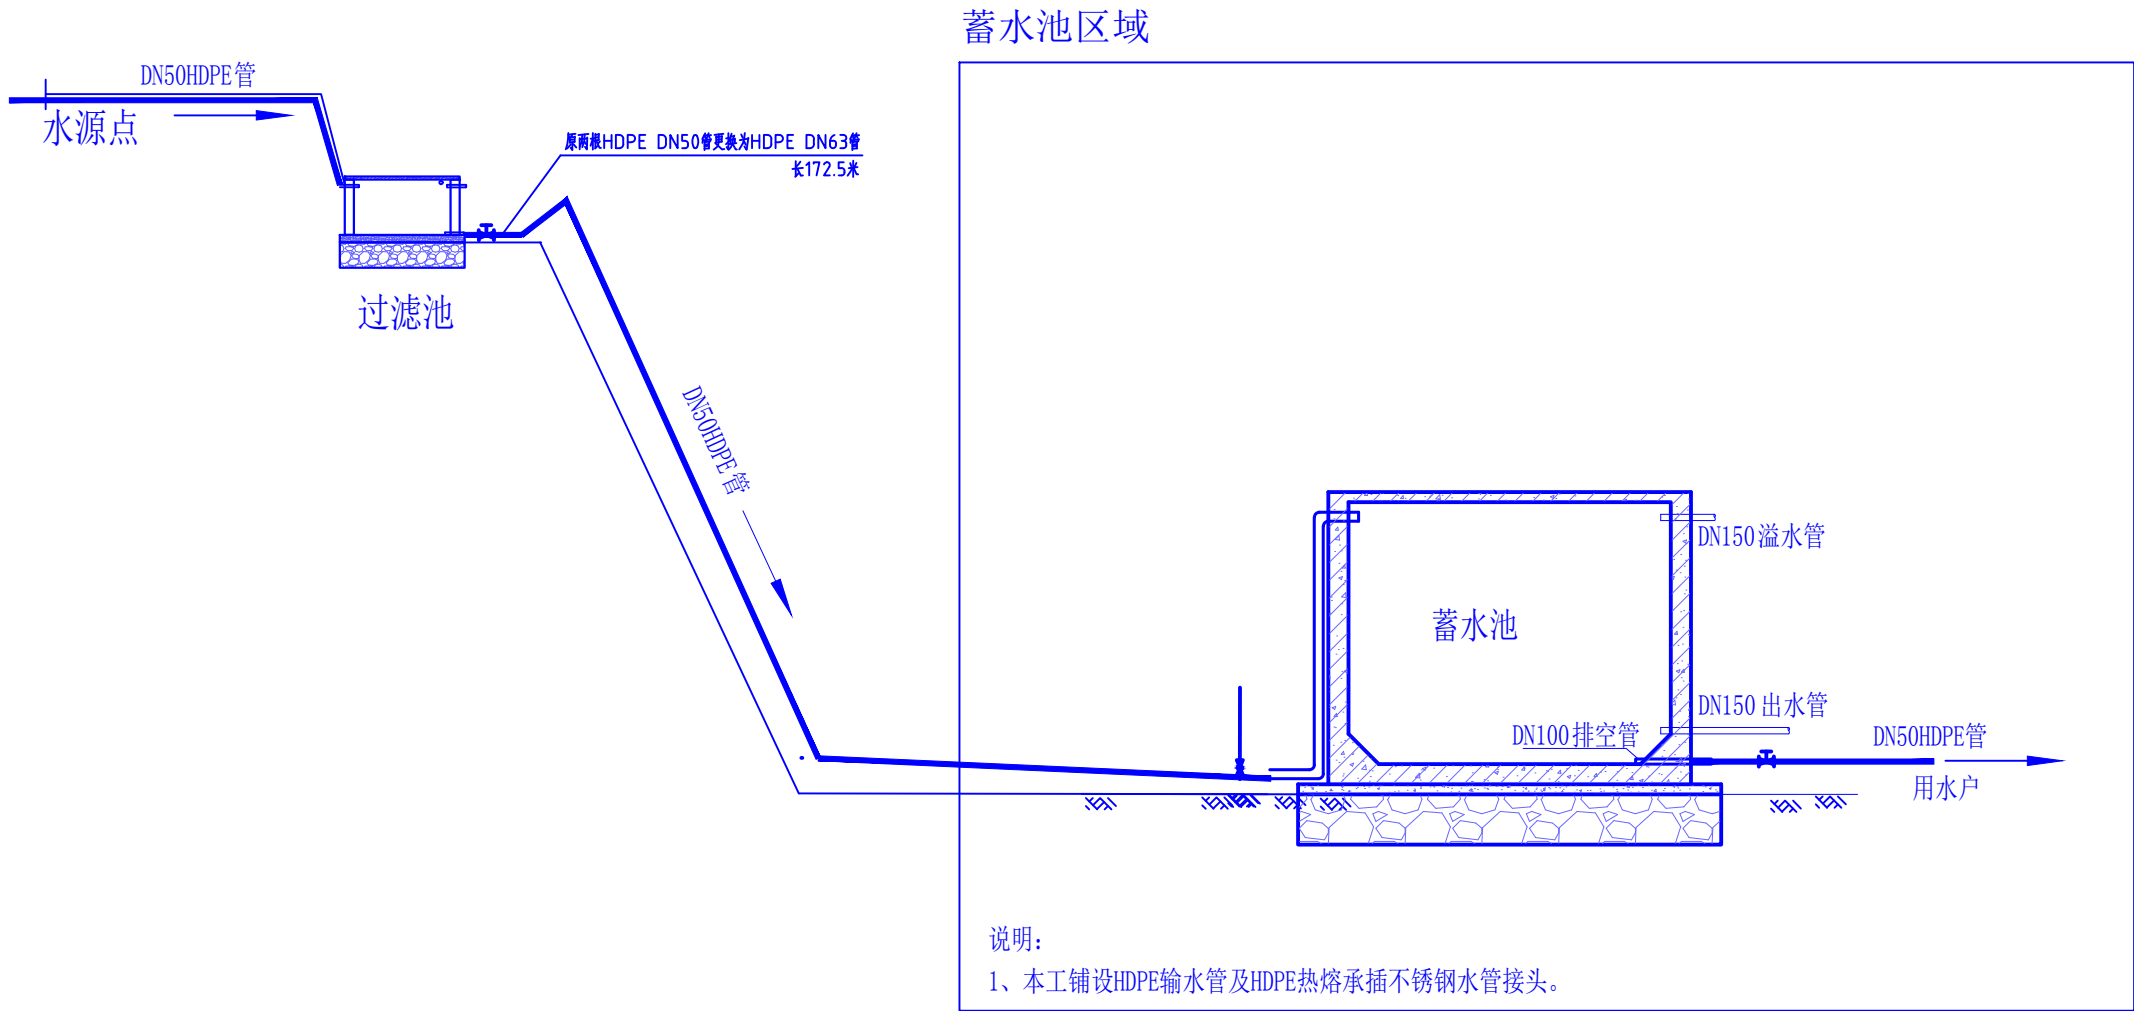 蓄水池区域
DN50HDPE管
水源点
原两根HDPE DN50管更换为HDPE DN63管
长172.5米
过滤池
DN50HDPE管
DN150溢水管
蓄水池
DN150出水管
DN100排空管
DN50HDPE管
用水户
说明:
1、本工铺设HDPE输水管及HDPE热熔承插不锈钢水管接头。